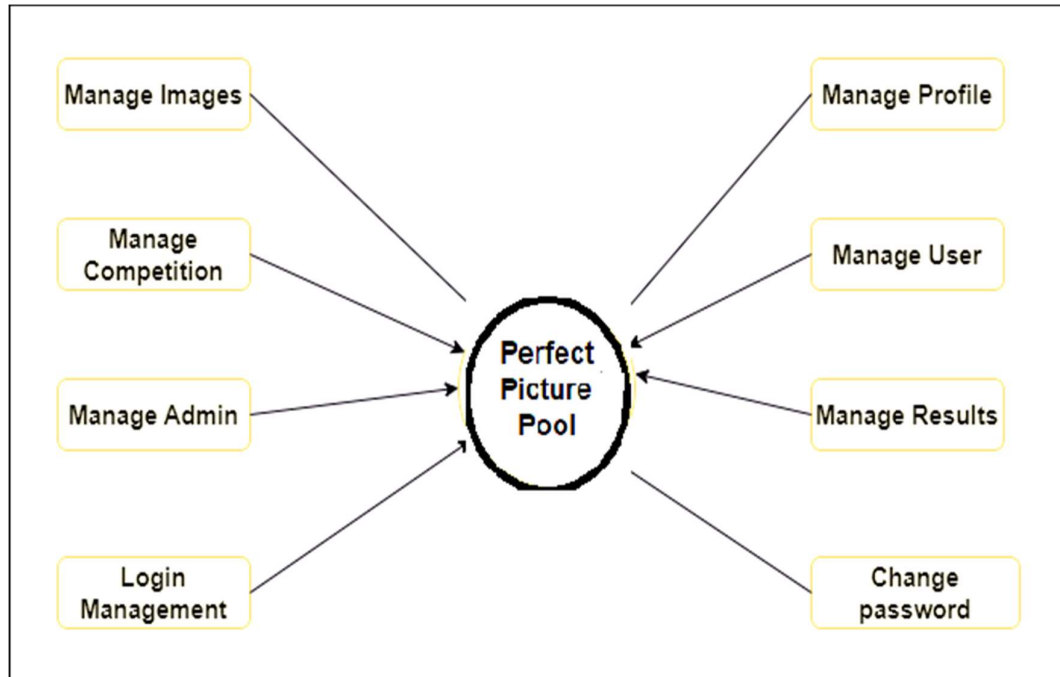 Manage Images
Manage
Competition
Manage Admin
Login
Management
Perfect
Picture
Pool
Manage Profile
Manage User
Manage Results
Change
password